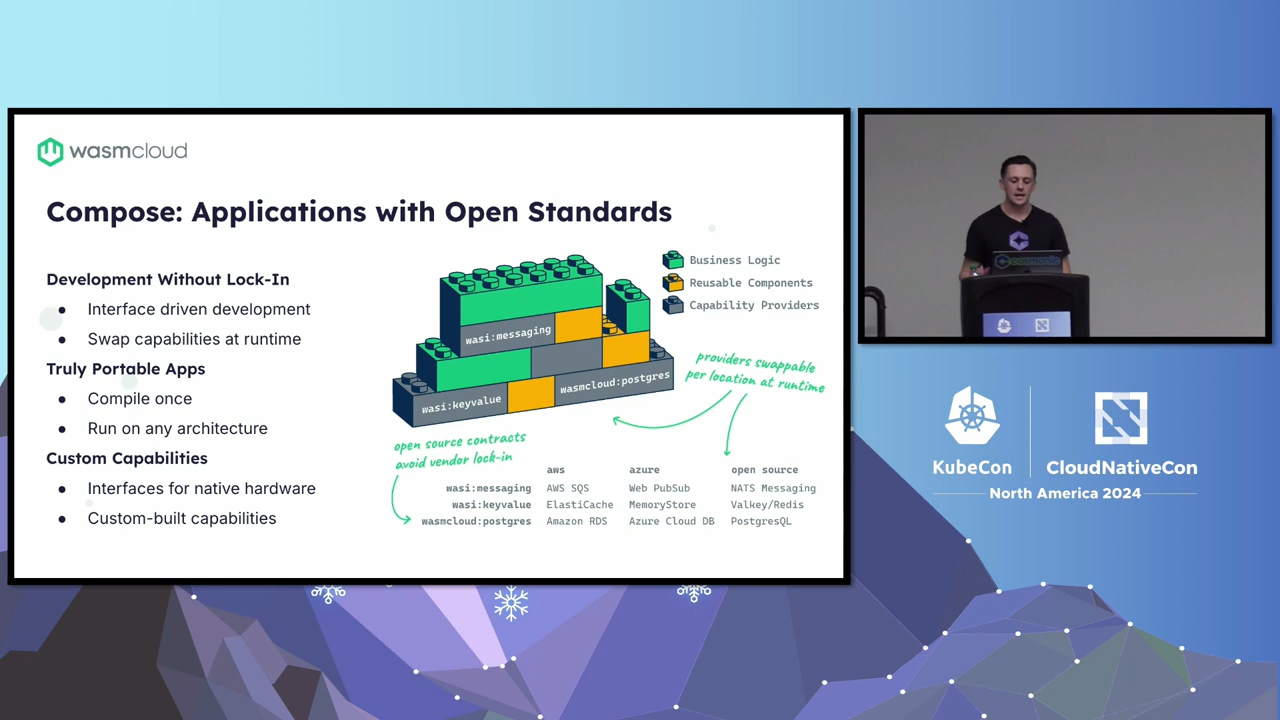 wasmcloud
Compose: Applications with Open Standards
Development Without Lock-In
● Interface driven development
● Swap capabilities at runtime
Truly Portable Apps
● Compile once
● Run on any architecture
Custom Capabilities
● Interfaces for native hardware
● Custom-built capabilities
Business Logic
Reusable Components
Capability Providers
wasi:messaging
wasi:keyvalue
wasmcloud:postgres
providers swappable
per location at runtime
open source contracts
avoid vendor lock-in
aws azure open source
wasi:messaging AWS SQS Web PubSub NATS Messaging
wasi:keyvalue ElastiCache MemoryStore Valkey/Redis
wasmcloud:postgres Amazon RDS Azure Cloud DB PostgresQL
cosmonic
KubeCon
CloudNativeCon
North America 2024